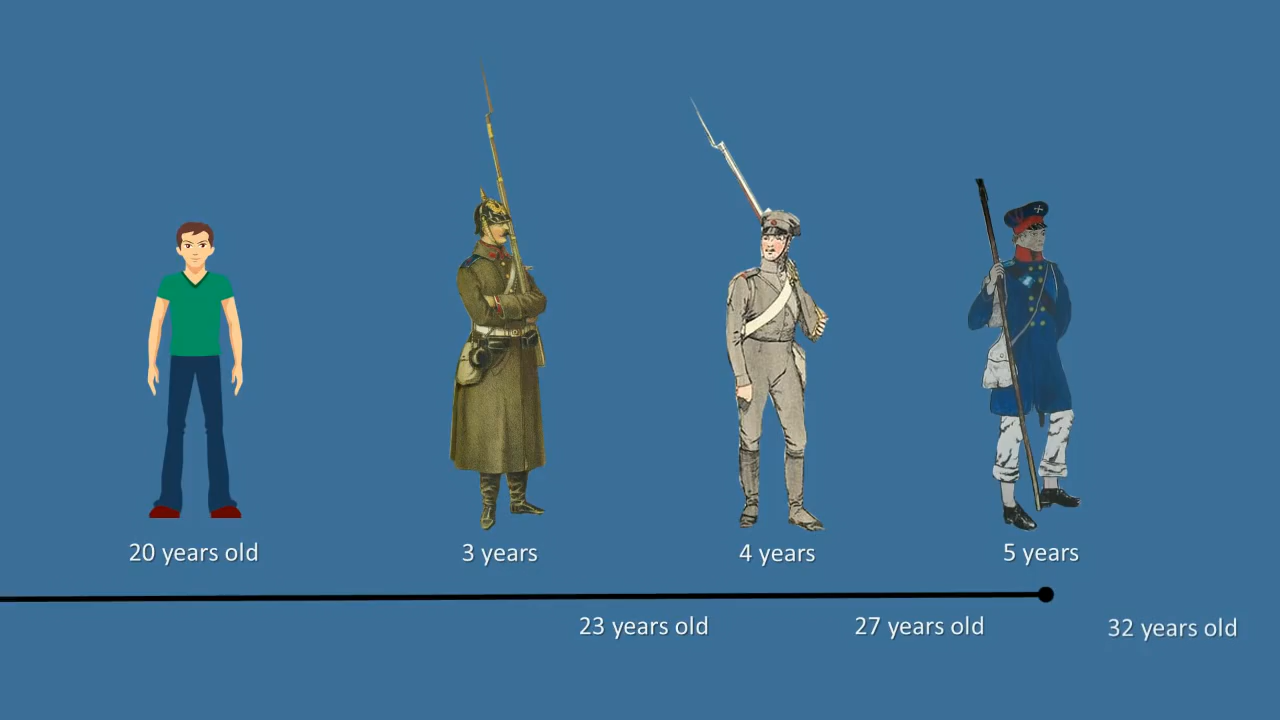 20 years old
3 years
4 years
5 years
23 years old
27 years old
32 years old